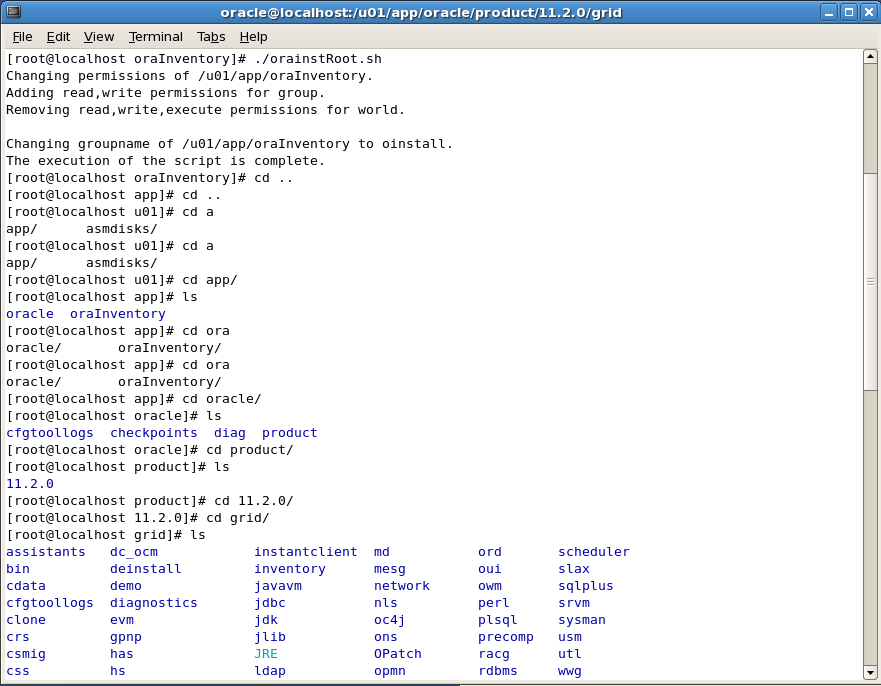 oracle@localhost:/u01/app/oracle/product/11.2.0/grid
File Edit View Terminal Tabs Help
[root@localhost oraInventory]# ./orainstRoot.sh
Changing permissions of /u01/app/oraInventory.
Adding read,write permissions for group.
Removing read,write,execute permissions for world.
Changing groupname of /u01/app/oraInventory to oinstall.
The execution of the script is complete.
[root@localhost oraInventory]# cd ..
[root@localhost app]# cd ..
[root@localhost u01]# cd a
app/      asmdisks/
[root@localhost u01]# cd a
app/      asmdisks/
[root@localhost u01]# cd app/
[root@localhost app]# ls
oracle  oraInventory
[root@localhost app]# cd ora
oracle/       oraInventory/
[root@localhost app]# cd ora
oracle/       oraInventory/
[root@localhost app]# cd oracle/
[root@localhost oracle]# ls
cfgtoollogs  checkpoints  diag  product
[root@localhost oracle]# cd product/
[root@localhost product]# ls
11.2.0
[root@localhost product]# cd 11.2.0/
[root@localhost 11.2.0]# cd grid/
[root@localhost grid]# ls
assistants   dc_ocm            instantclient  md           ord       scheduler
bin          deinstall         inventory      mesg         oui       slax
cdata        demo              javavm         network      owm       sqlplus
cfgtoollogs  diagnostics       jdbc           nls          perl      srvm
clone        evm               jdk            oc4j         plsql     sysman
crs          gpnp              jlib           ons          precomp   usm
csmig        has               JRE            OPatch       racg      utl
css          hs                ldap           opmn         rdbms     wwg